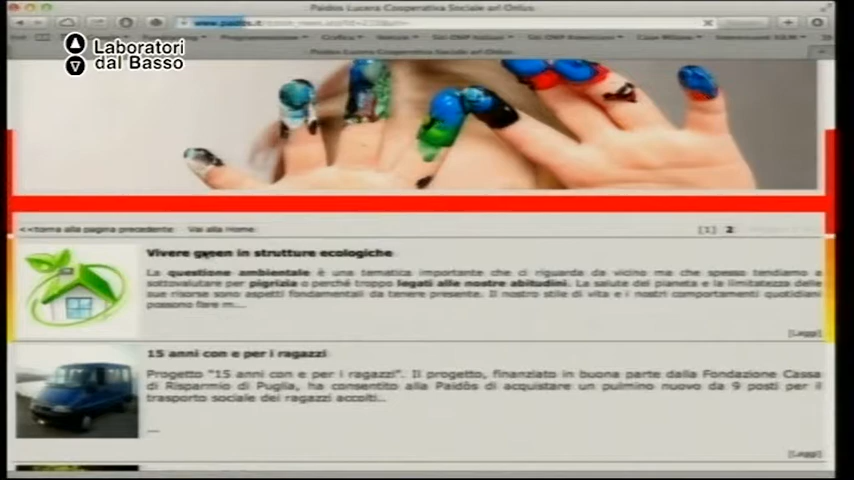 Paidos Lucera Cooperativa Sociale arl Onlus
Paidos Lucera Cooperativa Sociale arl Onlus
Laboratori
dal Basso
<<torna alla pagina precedente Vai alla Home
[1] 2
Vivere green in strutture ecologiche
La questione ambientale è una tematica importante che ci riguarda da vicino ma che spesso tendiamo a
sottovalutare per pigrizia o perché troppo legati alle nostre abitudini. La salute del pianeta e la limitatezza delle
sue risorse sono aspetti fondamentali da tenere presente. Il nostro stile di vita e i nostri comportamenti quotidiani
possono fare m...
[Leggi]
15 anni con e per i ragazzi
Progetto "15 anni con e per i ragazzi". Il progetto, finanziato in buona parte dalla Fondazione Cassa
di Risparmio di Puglia, ha consentito alla Paidòs di acquistare un pulmino nuovo da 9 posti per il
trasporto sociale dei ragazzi accolti..
...
[Leggi]